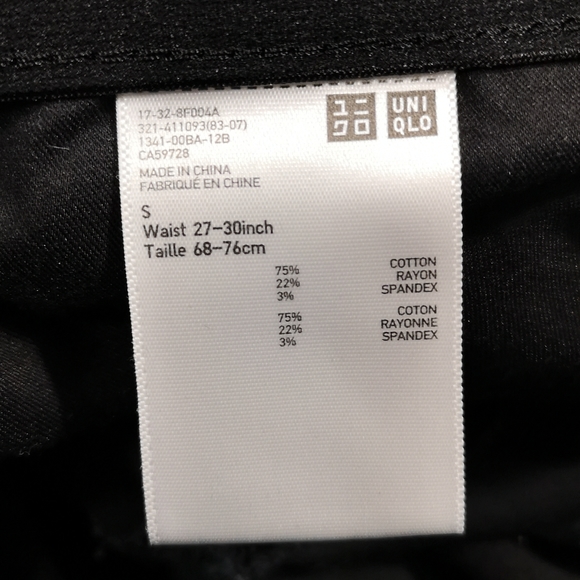 17-32-8F004A
321-411093(83-07)
1341-00BA-12B
CA59728
MADE IN CHINA
FABRIQUÉ EN CHINE
ユニ
クロ
UNI
QLO
S
Waist 27–30inch
Taille 68–76cm
75% COTTON
22% RAYON
3% SPANDEX
75% COTON
22% RAYONNE
3% SPANDEX